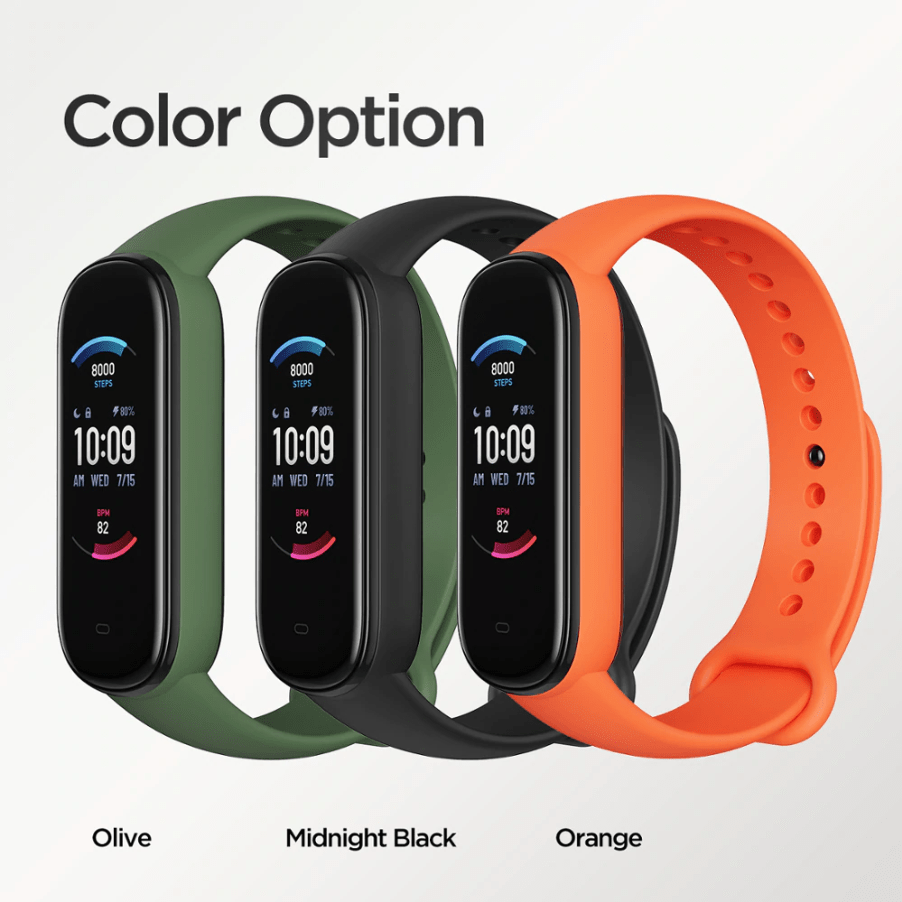 Color Option
8000
STEPS
80%
10:09
AM WED 7/15
BPM
82
8000
STEPS
80%
10:09
AM WED 7/15
BPM
82
8000
STEPS
80%
10:09
AM WED 7/15
BPM
82
Olive
Midnight Black
Orange